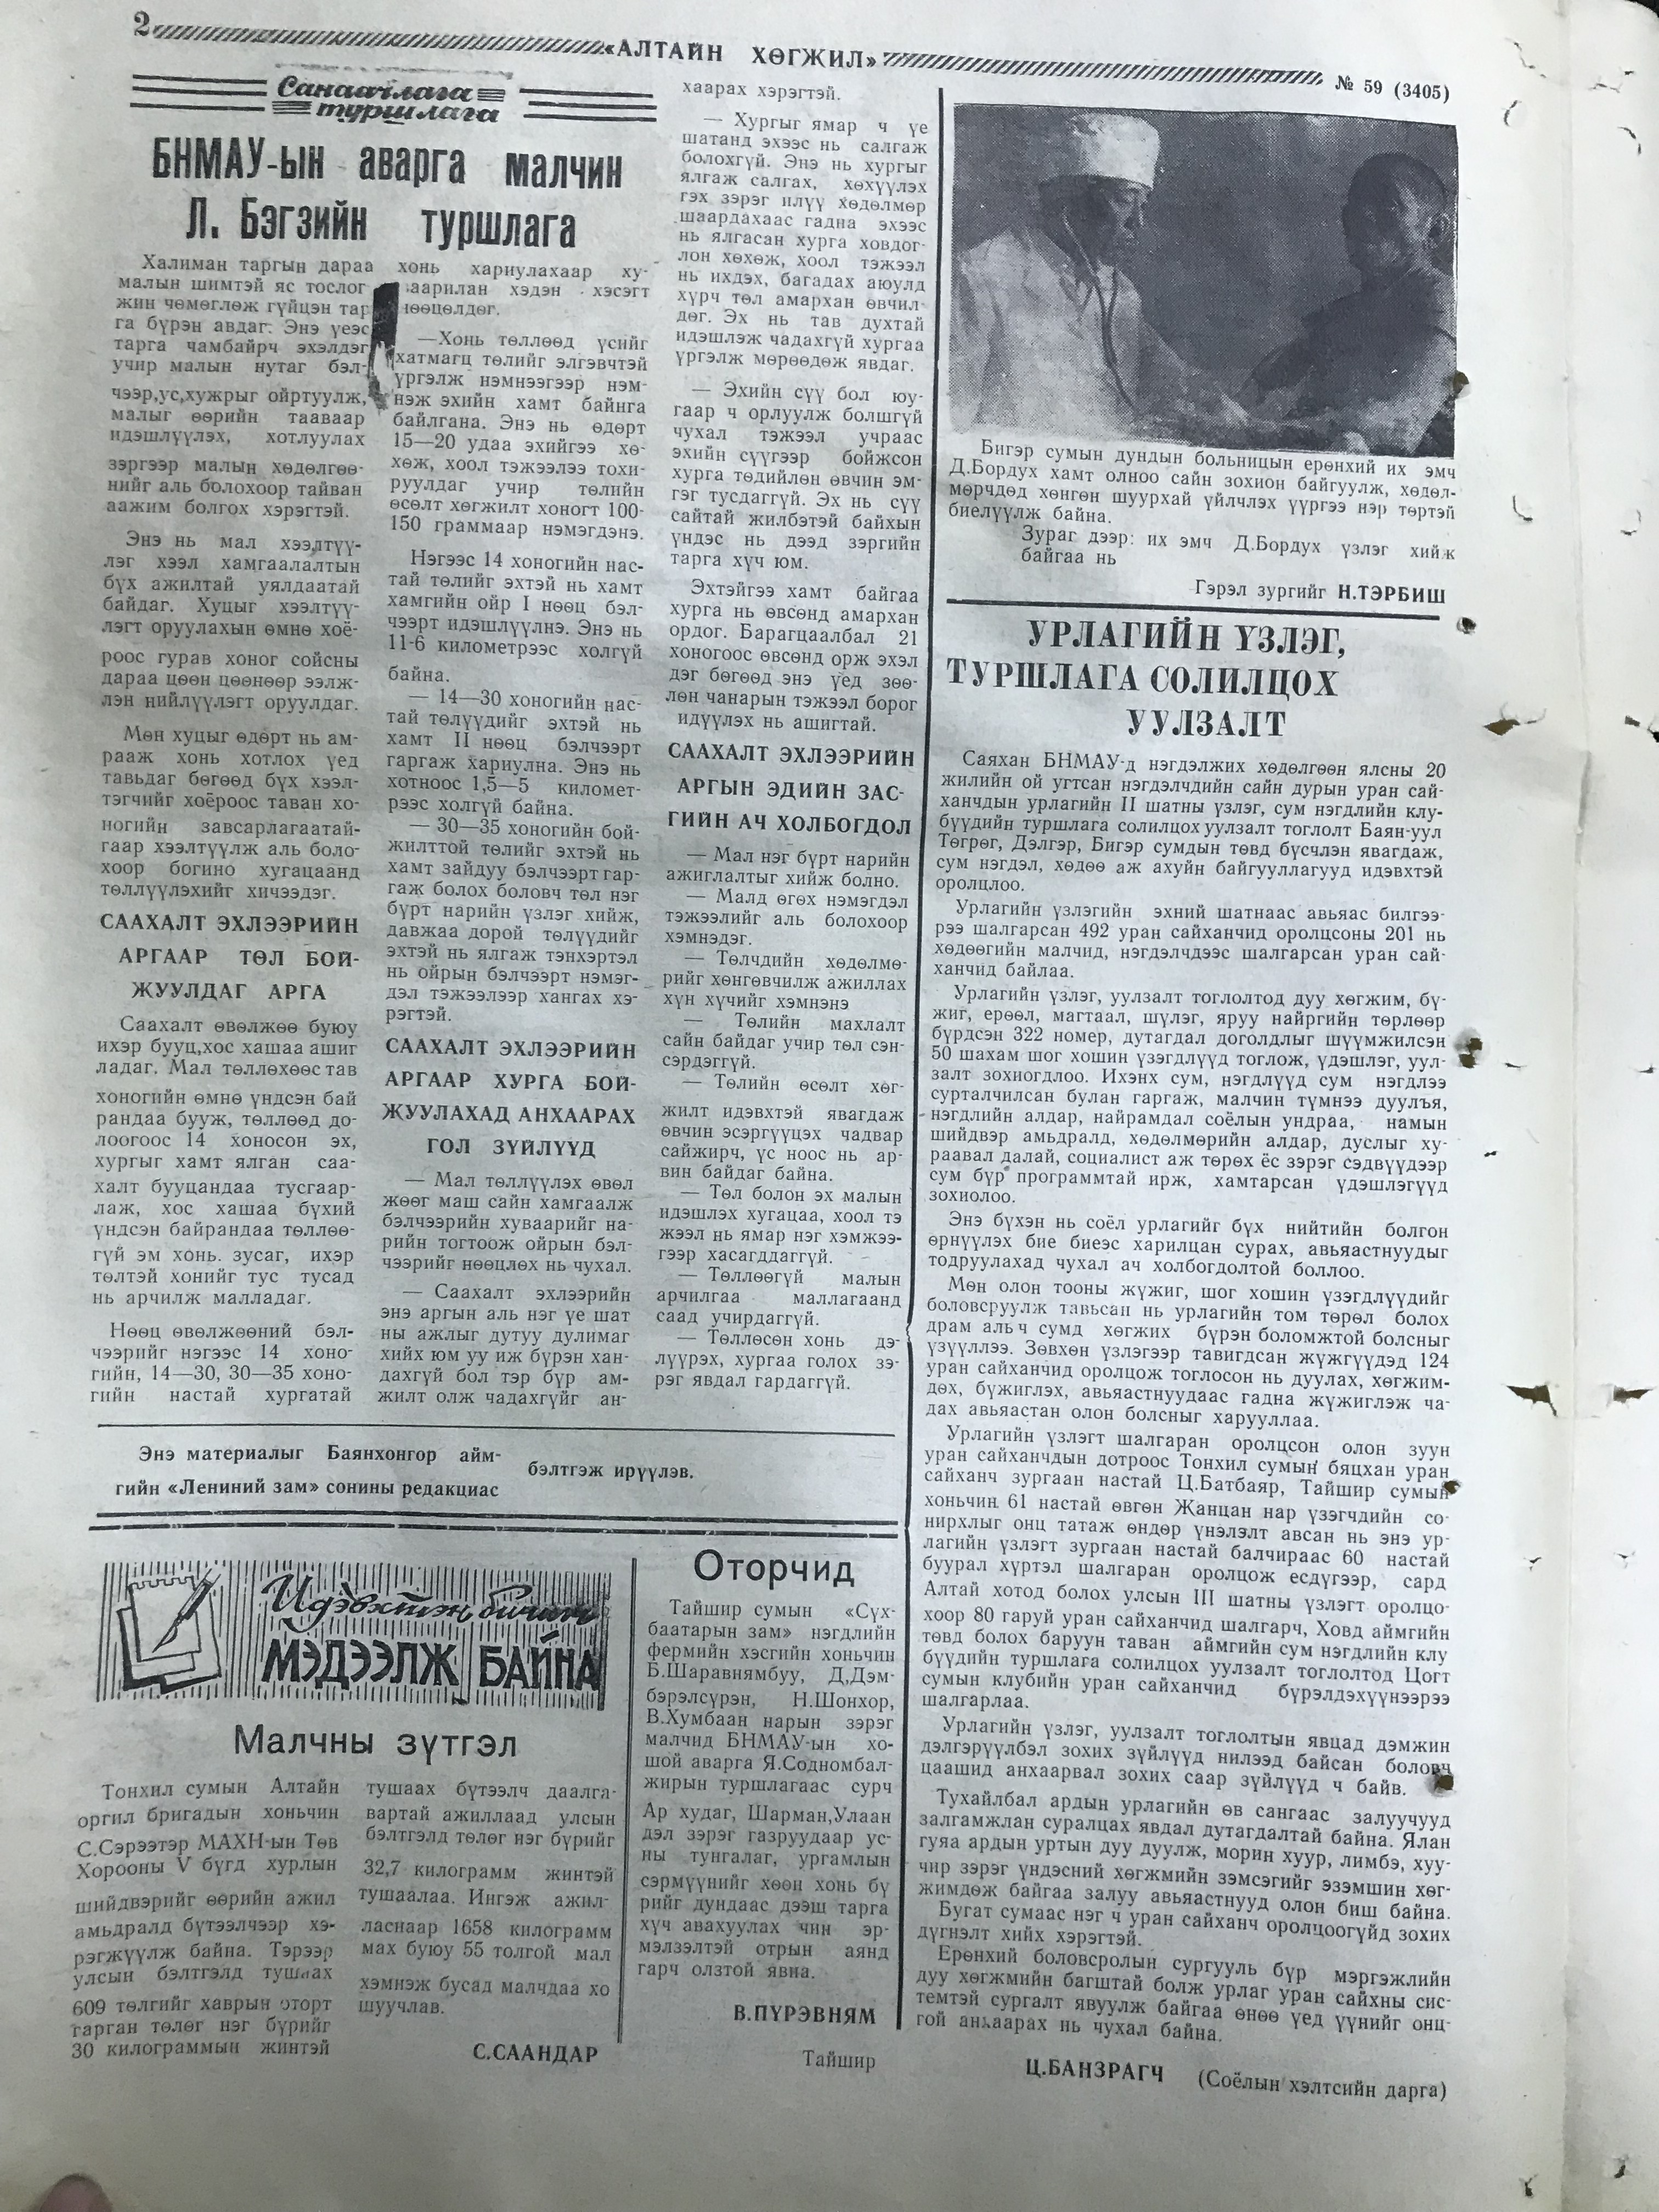 2
«АЛТАЙН ХӨГЖИЛ»
№ 59 (3405)
Санаачлага
туршлага
БНМАУ-ын аварга малчин
Л. Бэгзийн туршлага
Халиман таргын дараа
малын шимтэй яс тослог
жин чөмөглөж гүйцэн тар
га бүрэн авдаг. Энэ үеэс
тарга чамбайрч эхэлдэг
учир малын нутаг бэл-
чээр,ус,хужрыг ойртуулж,
малыг өөрийн тааваар
идэшлүүлэх, хотлуулах
зэргээр малын хөдөлгөө-
нийг аль болохоор тайван
аажим болгох хэрэгтэй.
Энэ нь мал хээлтүү-
лэг хээл хамгаалалтын
бүх ажилтай уялдаатай
байдаг. Хуцыг хээлтүү-
лэгт оруулахын өмнө хоё-
роос гурав хоног сойсны
дараа цөөн цөөнөөр ээлж-
лэн нийлүүлэгт оруулдаг.
Мөн хуцыг өдөрт нь ам-
рааж хонь хотлох үед
тавьдаг бөгөөд бүх хээл-
тэгчийг хоёроос таван хо-
ногийн завсарлагаатай-
гаар хээлтүүлж аль боло-
хоор богино хугацаанд
төллүүлэхийг хичээдэг.
СААХАЛТ ЭХЛЭЭРИЙН
АРГААР ТӨЛ БОЙ-
ЖУУЛДАГ АРГА
Саахалт өвөлжөө буюу
ихэр бууц,хос хашаа ашиг
ладаг. Мал төллөхөөс тав
хоногийн өмнө үндсэн бай
рандаа бууж, төллөөд до-
лоогоос 14 хоносон эх,
хургыг хамт ялган саа-
халт бууцандаа тусгаар-
лаж, хос хашаа бүхий
үндсэн байрандаа төллөө-
гүй эм хонь. зусаг, ихэр
төлтэй хонийг тус тусад
нь арчилж малладаг.
Нөөц өвөлжөөний бэл-
чээрийг нэгээс 14 хоно-
гийн, 14—30, 30—35 хоно-
гийн настай хургатай
хонь хариулахаар ху-
хэдэн хэсэгт
нөөцөлдөг.
—Хонь төллөөд үсийг
хатмагц төлийг элгэвчтэй
үргэлж нэмнээгээр нэм-
нэж эхийн хамт байнга
байлгана. Энэ нь өдөрт
15—20 удаа эхийгээ хө-
хөж, хоол тэжээлээ тохи-
руулдаг учир төлийн
өсөлт хөгжилт хоногт 100-
150 граммаар нэмэгдэнэ.
Нэгээс 14 хоногийн нас-
тай төлийг эхтэй нь хамт
хамгийн ойр I нөөц бэл-
чээрт идэшлүүлнэ. Энэ нь
11-6 километрээс холгүй
байна.
— 14—30 хоногийн нас-
тай төлүүдийг эхтэй нь
хамт II нөөц бэлчээрт
гаргаж хариулна. Энэ нь
хотноос 1,5—5 километ-
рээс холгүй байна.
— 30—35 хоногийн бой-
жилттой төлийг эхтэй нь
хамт зайдуу бэлчээрт гар-
гаж болох боловч төл нэг
бүрт нарийн үзлэг хийж,
давжаа дорой төлүүдийг
эхтэй нь ялгаж тэнхэртэл
нь ойрын бэлчээрт нэмэг-
дэл тэжээлээр хангах хэ-
рэгтэй.
СААХАЛТ ЭХЛЭЭРИЙН
АРГААР ХУРГА БОЙ-
ЖУУЛАХАД АНХААРАХ
ГОЛ ЗҮЙЛҮҮД
— Мал төллүүлэх өвөл
жөөг маш сайн хамгаалж
бэлчээрийн хуваарийг на-
рийн тогтоож ойрын бэл-
чээрийг нөөцлөх нь чухал.
— Саахалт эхлээрийн
энэ аргын аль нэг үе шат
ны ажлыг дутуу дулимаг
хийх юм уу иж бүрэн хан-
дахгүй бол тэр бүр ам-
жилт олж чадахгүйг ан-
хаарах хэрэгтэй.
— Хургыг ямар ч үе
шатанд эхээс нь салгаж
болохгүй. Энэ нь хургыг
ялгаж салгах, хөхүүлэх
гэх зэрэг илүү хөдөлмөр
шаардахаас гадна эхээс
нь ялгасан хурга ховдог-
лон хөхөж, хоол тэжээл
нь ихдэх, багадах аюулд
хүрч төл амархан өвчил-
дөг. Эх нь тав духтай
идэшлэж чадахгүй хургаа
үргэлж мөрөөдөж явдаг.
— Эхийн сүү бол юу-
гаар ч орлуулж болшгүй
чухал тэжээл учраас
эхийн сүүгээр бойжсон
хурга төдийлөн өвчин эм-
гэг тусдаггүй. Эх нь сүү
сайтай жилбэтэй байхын
үндэс нь дээд зэргийн
тарга хүч юм.
Эхтэйгээ хамт байгаа
хурга нь өвсөнд амархан
ордог. Барагцаалбал 21
хоногоос өвсөнд орж эхэл
дэг бөгөөд энэ үед зөө-
лөн чанарын тэжээл борог
идүүлэх нь ашигтай.
СААХАЛТ ЭХЛЭЭРИЙН
АРГЫН ЭДИЙН ЗАС-
ГИЙН АЧ ХОЛБОГДОЛ
— Мал нэг бүрт нарийн
ажиглалтыг хийж болно.
— Малд өгөх нэмэгдэл
тэжээлийг аль болохоор
хэмнэдэг.
— Төлчдийн хөдөлмө-
рийг хөнгөвчилж ажиллах
хүн хүчийг хэмнэнэ
— Төлийн махлалт
сайн байдаг учир төл сэн-
сэрдэггүй.
— Төлийн өсөлт хөг-
жилт идэвхтэй явагдаж
өвчин эсэргүүцэх чадвар
сайжирч, үс ноос нь ар-
вин байдаг байна.
— Төл болон эх малын
идэшлэх хугацаа, хоол тэ
жээл нь ямар нэг хэмжээ-
гээр хасагддаггүй.
— Төллөөгүй малын
арчилгаа маллагаанд
саад учирдаггүй.
— Төллөсөн хонь дэ-
лүүрэх, хургаа голох зэ-
рэг явдал гардаггүй.
Энэ материалыг Баянхонгор айм-
гийн «Лениний зам» сонины редакциас
бэлтгэж ирүүлэв.
Бигэр сумын дундын больницын ерөнхий их эмч
Д.Бордух хамт олноо сайн зохион байгуулж, хөдөл-
мөрчдөд хөнгөн шуурхай үйлчлэх үүргээ нэр төртэй
биелүүлж байна.
Зураг дээр: их эмч Д.Бордух үзлэг хийж
байгаа нь
Гэрэл зургийг Н.ТЭРБИШ
УРЛАГИЙН ҮЗЛЭГ,
ТУРШЛАГА СОЛИЛЦОХ
УУЛЗАЛТ
Саяхан БНМАУ-д нэгдэлжих хөдөлгөөн ялсны 20
жилийн ой угтсан нэгдэлчдийн сайн дурын уран сай-
ханчдын урлагийн II шатны үзлэг, сум нэгдлийн клу-
бүүдийн туршлага солилцох уулзалт тоглолт Баян-уул
Төгрөг, Дэлгэр, Бигэр сумдын төвд бүсчлэн явагдаж,
сум нэгдэл, хөдөө аж ахуйн байгууллагууд идэвхтэй
оролцлоо.
Урлагийн үзлэгийн эхний шатнаас авьяас билгээ-
рээ шалгарсан 492 уран сайханчид оролцсоны 201 нь
хөдөөгийн малчид, нэгдэлчдээс шалгарсан уран сай-
ханчид байлаа.
Урлагийн үзлэг, уулзалт тоглолтод дуу хөгжим, бү-
жиг, ерөөл, магтаал, шүлэг, яруу найргийн төрлөөр
бүрдсэн 322 номер, дутагдал доголдлыг шүүмжилсэн
50 шахам шог хошин үзэгдлүүд тоглож, үдэшлэг, уул-
залт зохиогдлоо. Ихэнх сум, нэгдлүүд сум нэгдлээ
сурталчилсан булан гаргаж, малчин түмнээ дуулъя,
нэгдлийн алдар, найрамдал соёлын ундраа, намын
шийдвэр амьдралд, хөдөлмөрийн алдар, дуслыг ху-
раавал далай, социалист аж төрөх ёс зэрэг сэдвүүдээр
сум бүр программтай ирж, хамтарсан үдэшлэгүүд
зохиолоо.
Энэ бүхэн нь соёл урлагийг бүх нийтийн болгон
өрнүүлэх бие биеэс харилцан сурах, авьяастнуудыг
тодруулахад чухал ач холбогдолтой боллоо.
Мөн олон тооны жүжиг, шог хошин үзэгдлүүдийг
боловсруулж тавьсан нь урлагийн том төрөл болох
драм аль ч сумд хөгжих бүрэн боломжтой болсныг
үзүүллээ. Зөвхөн үзлэгээр тавигдсан жүжгүүдэд 124
уран сайханчид оролцож тоглосон нь дуулах, хөгжим-
дөх, бүжиглэх, авьяастнуудаас гадна жүжиглэж ча-
дах авьяастан олон болсныг харууллаа.
Урлагийн үзлэгт шалгаран оролцсон олон зуун
уран сайханчдын дотроос Тонхил сумын бяцхан уран
сайханч зургаан настай Ц.Батбаяр, Тайшир сумын
хоньчин 61 настай өвгөн Жанцан нар үзэгчдийн со-
нирхлыг онц татаж өндөр үнэлэлт авсан нь энэ ур-
лагийн үзлэгт зургаан настай балчираас 60 настай
буурал хүртэл шалгаран оролцож есдүгээр, сард
Алтай хотод болох улсын III шатны үзлэгт оролцо-
хоор 80 гаруй уран сайханчид шалгарч, Ховд аймгийн
төвд болох баруун таван аймгийн сум нэгдлийн клу
бүүдийн туршлага солилцох уулзалт тоглолтод Цогт
сумын клубийн уран сайханчид бүрэлдэхүүнээрээ
шалгарлаа.
Урлагийн үзлэг, уулзалт тоглолтын явцад дэмжин
дэлгэрүүлбэл зохих зүйлүүд нилээд байсан боловч
цаашид анхаарвал зохих саар зүйлүүд ч байв.
Тухайлбал ардын урлагийн өв сангаас залуучууд
залгамжлан суралцах явдал дутагдалтай байна. Ялан
гуяа ардын уртын дуу дуулж, морин хуур, лимбэ, хуу-
чир зэрэг үндэсний хөгжмийн зэмсэгийг эзэмшин хөг-
жимдөж байгаа залуу авьяастнууд олон биш байна.
Бугат сумаас нэг ч уран сайханч оролцоогүйд зохих
дүгнэлт хийх хэрэгтэй.
Ерөнхий боловсролын сургууль бүр мэргэжлийн
дуу хөгжмийн багштай болж урлаг уран сайхны сис-
темтэй сургалт явуулж байгаа өнөө үед үүнийг онц-
гой анхаарах нь чухал байна.
Ц.БАНЗРАГЧ (Соёлын хэлтсийн дарга)
Идэвхтэн бичигч
МЭДЭЭЛЖ БАЙНА
Малчны зүтгэл
Тонхил сумын Алтайн
оргил бригадын хоньчин
С.Сэрээтэр МАХН-ын Төв
Хорооны V бүгд хурлын
шийдвэрийг өөрийн ажил
амьдралд бүтээлчээр хэ-
рэгжүүлж байна. Тэрээр
улсын бэлтгэлд тушаах
609 төлгийг хаврын оторт
гарган төлөг нэг бүрийг
30 килограммын жинтэй
тушаах бүтээлч даалга-
вартай ажиллаад улсын
бэлтгэлд төлөг нэг бүрийг
32,7 килограмм жинтэй
тушаалаа. Ингэж ажил-
ласнаар 1658 килограмм
мах буюу 55 толгой мал
хэмнэж бусад малчдаа хо
шуучлав.
С.СААНДАР
Оторчид
Тайшир сумын «Сүх-
баатарын зам» нэгдлийн
фермийн хэсгийн хоньчин
Б.Шаравнямбуу, Д,Дэм-
бэрэлсүрэн, Н.Шонхор,
В.Хумбаан нарын зэрэг
малчид БНМАУ-ын хо-
шой аварга Я.Содномбал-
жирын туршлагаас сурч
Ар худаг, Шарман,Улаан
дэл зэрэг газруудаар ус-
ны тунгалаг, ургамлын
сэрмүүнийг хөөн хонь бү
рийг дундаас дээш тарга
хүч авахуулах чин эр-
мэлзэлтэй отрын аянд
гарч олзтой явна.
В.ПҮРЭВНЯМ
Тайшир